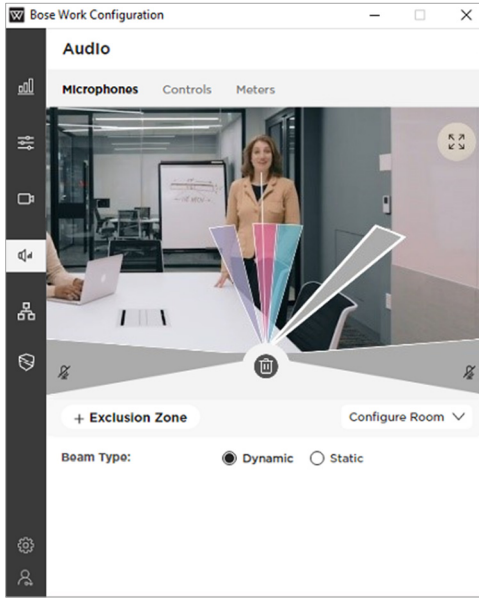 Bose Work Configuration
Audio
Microphones Controls Meters
+ Exclusion Zone
Configure Room
Beam Type:
Dynamic
Static